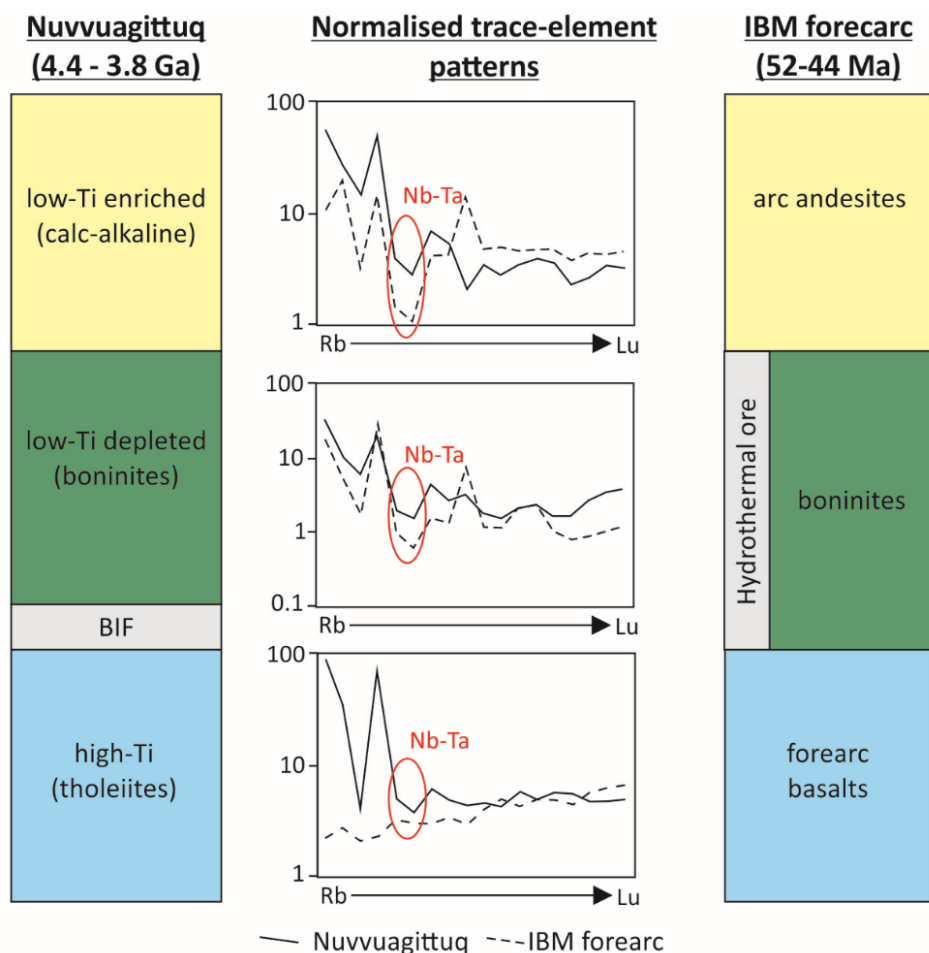 Nuvvuagittuq
(4.4 - 3.8 Ga)
Normalised trace-element
patterns
IBM forecarc
(52-44 Ma)
low-Ti enriched
(calc-alkaline)
low-Ti depleted
(boninites)
BIF
high-Ti
(tholeiites)
100
10
1
Nb-Ta
Rb
Lu
100
10
1
0.1
Nb-Ta
Rb
Lu
100
10
1
Nb-Ta
Rb
Lu
arc andesites
Hydrothermal ore
boninites
forearc
basalts
Nuvvuagittuq
IBM forearc